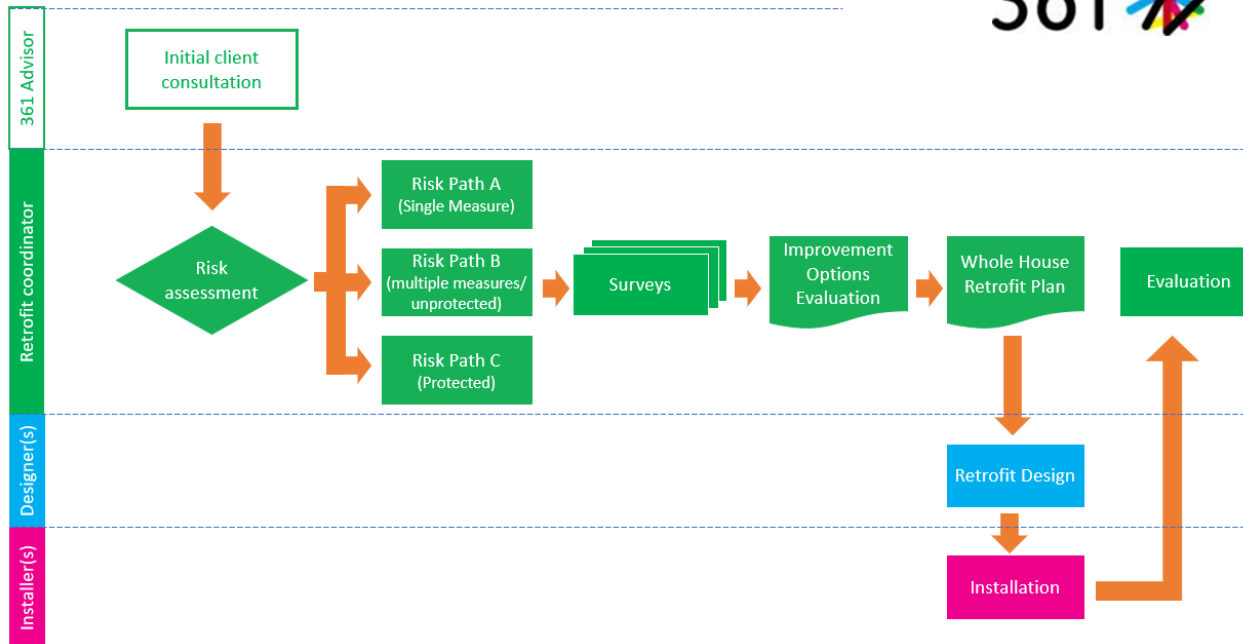 361
361 Advisor
Initial client
consultation
Retrofit coordinator
Risk
assessment
Risk Path A
(Single Measure)
Risk Path B
(multiple measures/
unprotected)
Risk Path C
(Protected)
Surveys
Improvement
Options
Evaluation
Whole House
Retrofit Plan
Evaluation
Designer(s)
Retrofit Design
Installer(s)
Installation